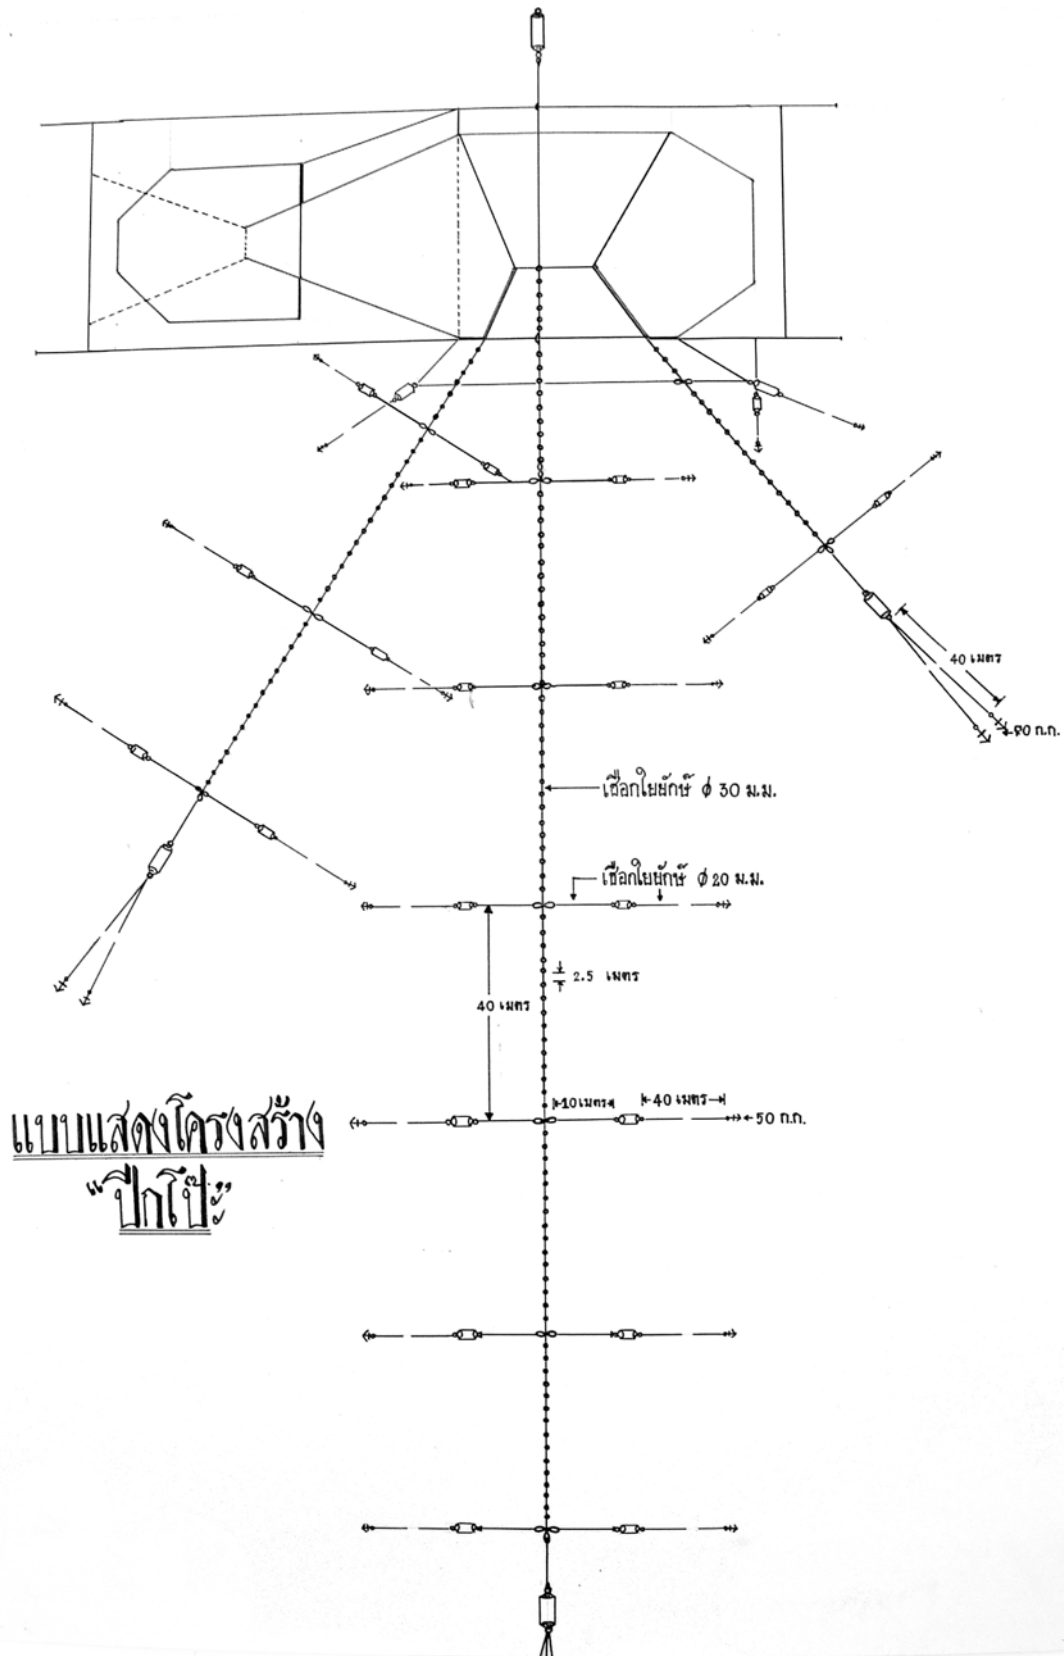 40 เมตร
90 ก.ก.
เชือกใยยักษ์ ø 30 ม.ม.
เชือกใยยักษ์ ø 20 ม.ม.
2.5 เมตร
40 เมตร
10 เมตร
40 เมตร
50 ก.ก.
แบบแสดงโครงสร้าง
"ปีกโป๊ะ"